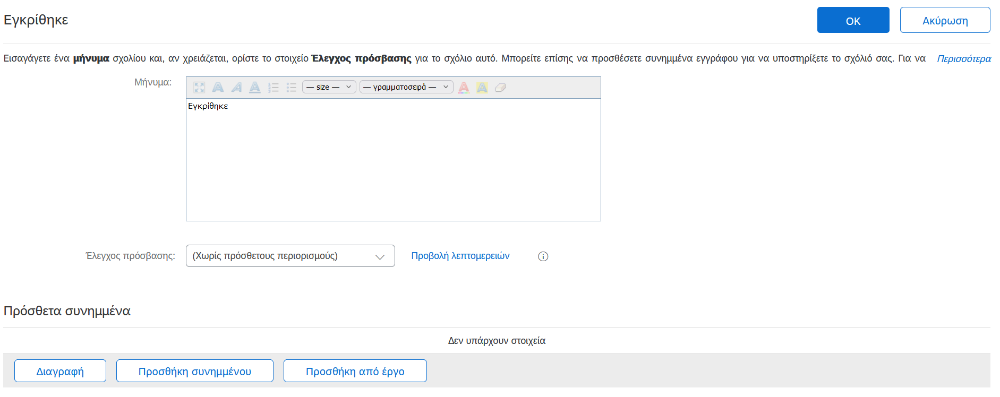 Εγκρίθηκε
OK
Ακύρωση
Εισαγάγετε ένα μήνυμα σχολίου και, αν χρειάζεται, ορίστε το στοιχείο Έλεγχος πρόσβασης για το σχόλιο αυτό. Μπορείτε επίσης να προσθέσετε συνημμένα εγγράφου για να υποστηρίξετε το σχόλιό σας. Για να Περισσότερα
Μήνυμα:
— size —
— γραμματοσειρά —
Εγκρίθηκε
Έλεγχος πρόσβασης:
(Χωρίς πρόσθετους περιορισμούς)
Προβολή λεπτομερειών
Πρόσθετα συνημμένα
Δεν υπάρχουν στοιχεία
Διαγραφή
Προσθήκη συνημμένου
Προσθήκη από έργο